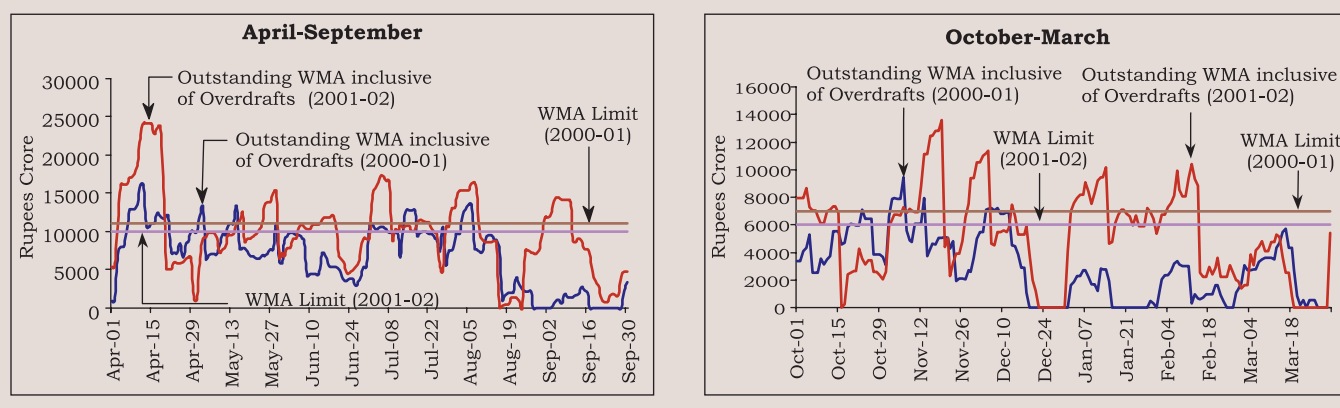 April-September
Outstanding WMA inclusive
of Overdrafts (2001-02)
Outstanding WMA inclusive
of Overdrafts (2000-01)
WMA Limit
(2000-01)
WMA Limit (2001-02)
Rupees Crore
30000
25000
20000
15000
10000
5000
0
Apr-01
Apr-15
Apr-29
May-13
May-27
Jun-10
Jun-24
Jul-08
Jul-22
Aug-05
Aug-19
Sep-02
Sep-16
Sep-30
October-March
Outstanding WMA inclusive
of Overdrafts (2000-01)
Outstanding WMA inclusive
of Overdrafts (2001-02)
WMA Limit
(2001-02)
WMA Limit
(2000-01)
Rupees Crore
16000
14000
12000
10000
8000
6000
4000
2000
0
Oct-01
Oct-15
Oct-29
Nov-12
Nov-26
Dec-10
Dec-24
Jan-07
Jan-21
Feb-04
Feb-18
Mar-04
Mar-18